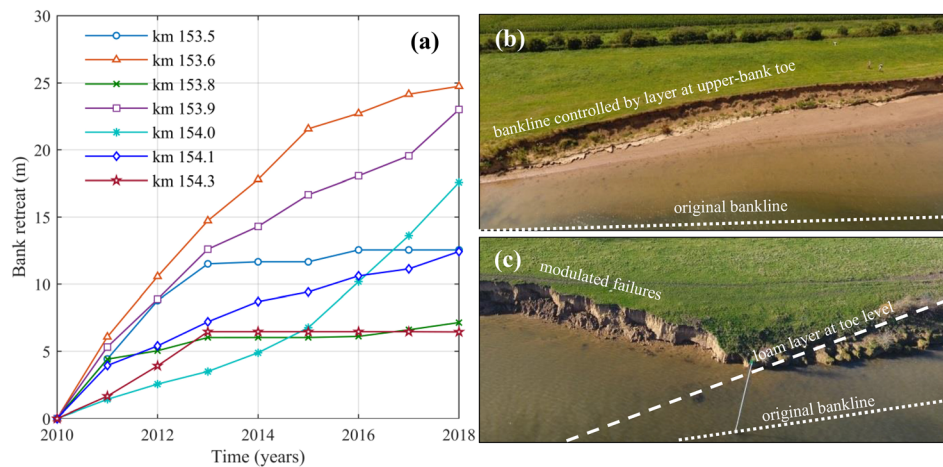 30
25
20
15
10
5
0
Bank retreat (m)
2010
2012
2014
2016
2018
Time (years)
km 153.5
km 153.6
km 153.8
km 153.9
km 154.0
km 154.1
km 154.3
(a)
(b)
bankline controlled by layer at upper-bank toe
original bankline
(c)
modulated failures
loam layer at toe level
original bankline